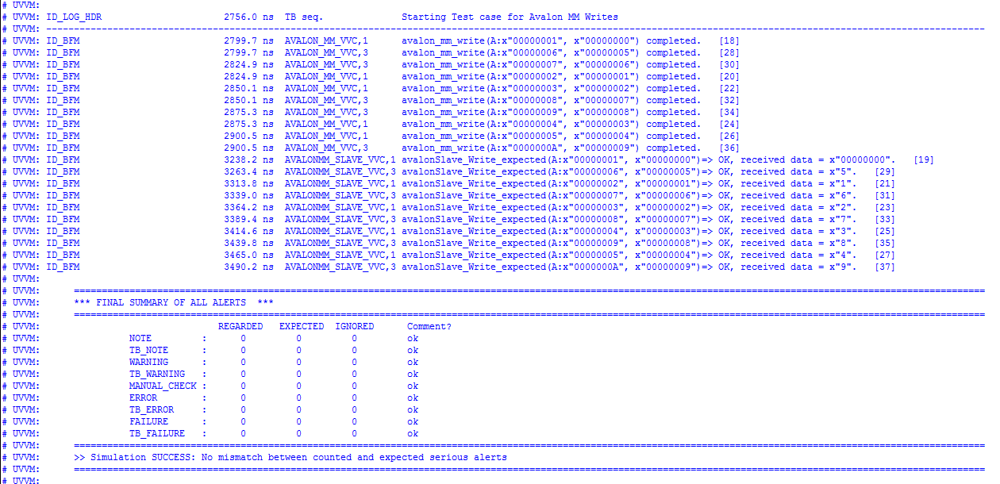 # UVVM:
# UVVM: ID_LOG_HDR                      2756.0 ns  TB seq.              Starting Test case for Avalon MM Writes
# UVVM: -------------------------------------------------------------------------------------------------------------------------------------------------------------------------
# UVVM: ID_BFM                          2799.7 ns  AVALON_MM_VVC,1      avalon_mm_write(A:x"00000001", x"00000000") completed.   [18]
# UVVM: ID_BFM                          2799.7 ns  AVALON_MM_VVC,3      avalon_mm_write(A:x"00000006", x"00000005") completed.   [28]
# UVVM: ID_BFM                          2824.9 ns  AVALON_MM_VVC,3      avalon_mm_write(A:x"00000007", x"00000006") completed.   [30]
# UVVM: ID_BFM                          2824.9 ns  AVALON_MM_VVC,1      avalon_mm_write(A:x"00000002", x"00000001") completed.   [20]
# UVVM: ID_BFM                          2850.1 ns  AVALON_MM_VVC,1      avalon_mm_write(A:x"00000003", x"00000002") completed.   [22]
# UVVM: ID_BFM                          2850.1 ns  AVALON_MM_VVC,3      avalon_mm_write(A:x"00000008", x"00000007") completed.   [32]
# UVVM: ID_BFM                          2875.3 ns  AVALON_MM_VVC,3      avalon_mm_write(A:x"00000009", x"00000008") completed.   [34]
# UVVM: ID_BFM                          2875.3 ns  AVALON_MM_VVC,1      avalon_mm_write(A:x"00000004", x"00000003") completed.   [24]
# UVVM: ID_BFM                          2900.5 ns  AVALON_MM_VVC,1      avalon_mm_write(A:x"00000005", x"00000004") completed.   [26]
# UVVM: ID_BFM                          2900.5 ns  AVALON_MM_VVC,3      avalon_mm_write(A:x"0000000A", x"00000009") completed.   [36]
# UVVM: ID_BFM                          3238.2 ns  AVALONMM_SLAVE_VVC,1 avalonSlave_Write_expected(A:x"00000001", x"00000000")=> OK, received data = x"00000000".   [19]
# UVVM: ID_BFM                          3263.4 ns  AVALONMM_SLAVE_VVC,3 avalonSlave_Write_expected(A:x"00000006", x"00000005")=> OK, received data = x"5".   [29]
# UVVM: ID_BFM                          3313.8 ns  AVALONMM_SLAVE_VVC,1 avalonSlave_Write_expected(A:x"00000002", x"00000001")=> OK, received data = x"1".   [21]
# UVVM: ID_BFM                          3339.0 ns  AVALONMM_SLAVE_VVC,3 avalonSlave_Write_expected(A:x"00000007", x"00000006")=> OK, received data = x"6".   [31]
# UVVM: ID_BFM                          3364.2 ns  AVALONMM_SLAVE_VVC,1 avalonSlave_Write_expected(A:x"00000003", x"00000002")=> OK, received data = x"2".   [23]
# UVVM: ID_BFM                          3389.4 ns  AVALONMM_SLAVE_VVC,3 avalonSlave_Write_expected(A:x"00000008", x"00000007")=> OK, received data = x"7".   [33]
# UVVM: ID_BFM                          3414.6 ns  AVALONMM_SLAVE_VVC,1 avalonSlave_Write_expected(A:x"00000004", x"00000003")=> OK, received data = x"3".   [25]
# UVVM: ID_BFM                          3439.8 ns  AVALONMM_SLAVE_VVC,3 avalonSlave_Write_expected(A:x"00000009", x"00000008")=> OK, received data = x"8".   [35]
# UVVM: ID_BFM                          3465.0 ns  AVALONMM_SLAVE_VVC,1 avalonSlave_Write_expected(A:x"00000005", x"00000004")=> OK, received data = x"4".   [27]
# UVVM: ID_BFM                          3490.2 ns  AVALONMM_SLAVE_VVC,3 avalonSlave_Write_expected(A:x"0000000A", x"00000009")=> OK, received data = x"9".   [37]
# UVVM:
# UVVM:      ====================================================================================================================================================================
# UVVM:      *** FINAL SUMMARY OF ALL ALERTS  ***
# UVVM:      ====================================================================================================================================================================
# UVVM:                                REGARDED   EXPECTED  IGNORED      Comment?
# UVVM:                NOTE         :      0         0         0         ok
# UVVM:                TB_NOTE      :      0         0         0         ok
# UVVM:                WARNING      :      0         0         0         ok
# UVVM:                TB_WARNING   :      0         0         0         ok
# UVVM:                MANUAL_CHECK :      0         0         0         ok
# UVVM:                ERROR        :      0         0         0         ok
# UVVM:                TB_ERROR     :      0         0         0         ok
# UVVM:                FAILURE      :      0         0         0         ok
# UVVM:                TB_FAILURE   :      0         0         0         ok
# UVVM:      ====================================================================================================================================================================
# UVVM:      >> Simulation SUCCESS: No mismatch between counted and expected serious alerts
# UVVM:      ====================================================================================================================================================================
# UVVM: